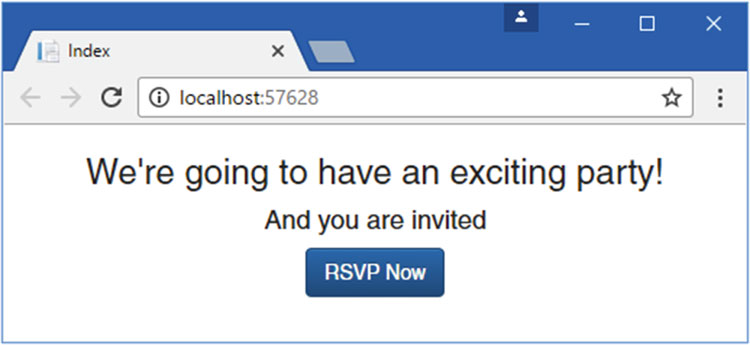 Index
localhost:57628
We're going to have an exciting party!
And you are invited
RSVP Now